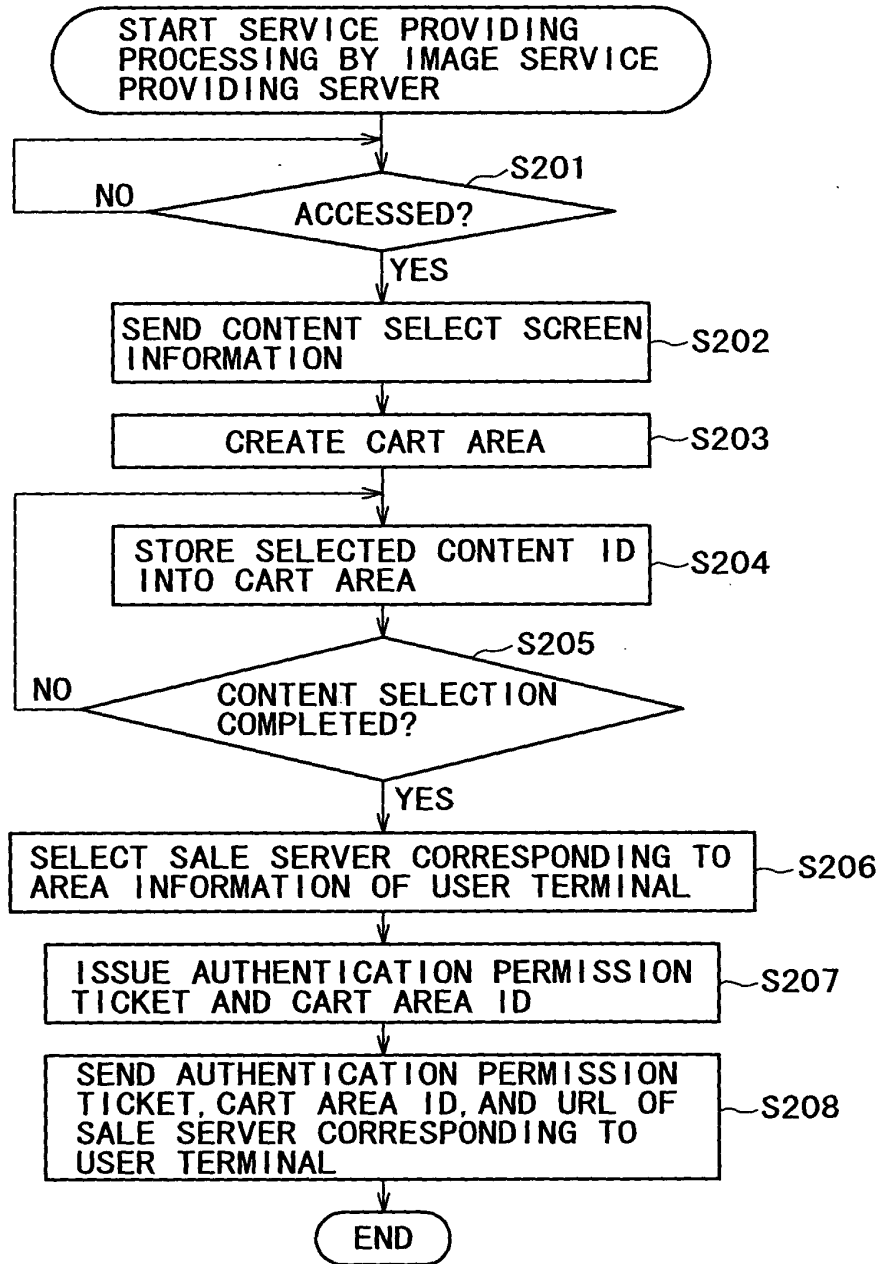 START SERVICE PROVIDING
PROCESSING BY IMAGE SERVICE
PROVIDING SERVER
S201
NO
ACCESSED?
YES
SEND CONTENT SELECT SCREEN
INFORMATION
S202
CREATE CART AREA
S203
STORE SELECTED CONTENT ID
INTO CART AREA
S204
S205
NO
CONTENT SELECTION
COMPLETED?
YES
SELECT SALE SERVER CORRESPONDING TO
AREA INFORMATION OF USER TERMINAL
S206
ISSUE AUTHENTICATION PERMISSION
TICKET AND CART AREA ID
S207
SEND AUTHENTICATION PERMISSION
TICKET, CART AREA ID, AND URL OF
SALE SERVER CORRESPONDING TO
USER TERMINAL
S208
END